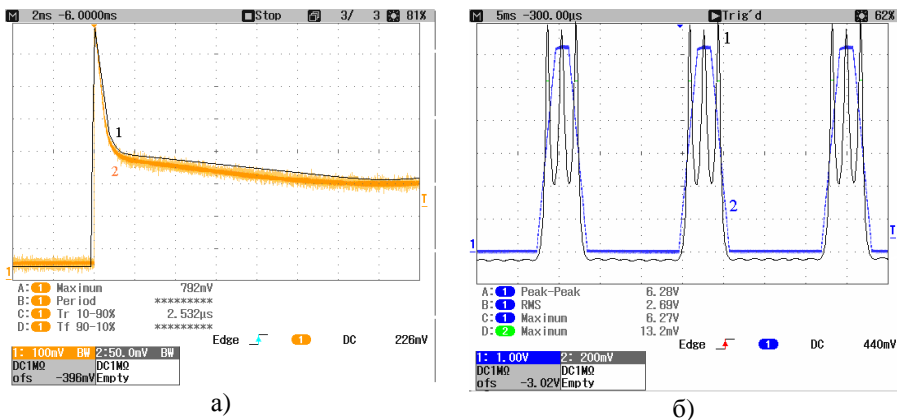 M 2ms -6.0000ms Stop 3/ 3 81%
1
2
T
1
A: 1 Maximum 792mV
B: 1 Period *********
C: 1 Tr 10-90% 2.532µs
D: 1 Tf 90-10% *********
Edge 1 DC 226mV
1: 100mV BW 2:50.0mV BW
DC1MΩ DC1MΩ
ofs -396mV Empty
а)
M 5ms -300.00µs Trig'd 62%
1
2
1
T
A: 1 Peak-Peak 6.28V
B: 1 RMS 2.69V
C: 1 Maximum 6.27V
D: 2 Maximum 13.2mV
Edge 1 DC 440mV
1: 1.00V 2: 200mV
DC1MΩ DC1MΩ
ofs -3.02V Empty
б)